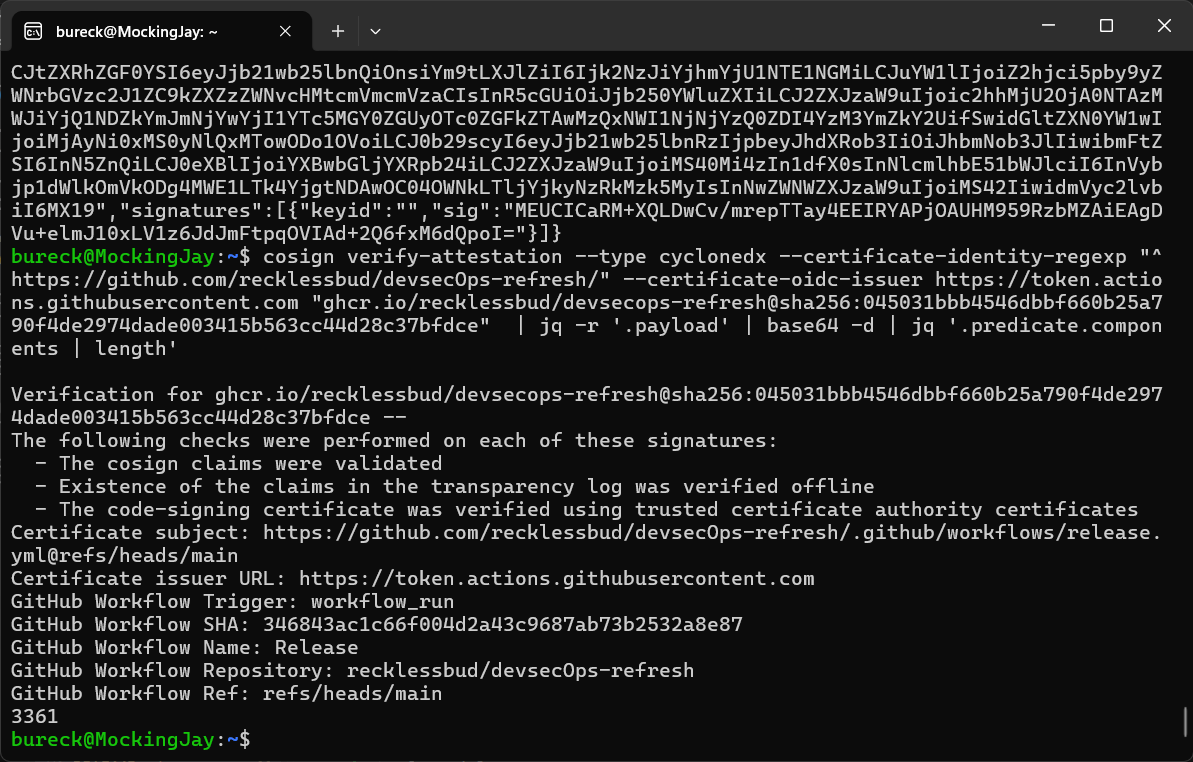 bureck@MockingJay: ~
CJtZXRhZGF0YSI6eyJjb21wb25lbnQiOnsiYm9tLXJlZiI6Ijk2NzJiYjhmYjU1NTE1NGMiLCJuYW1lIjoiZ2hjci5pby9yZ
WNrbGVzc2J1ZC9kZXZzZWNvcHMtcmVmcmVzaCIsInR5cGUiOiJjb250YWluZXIiLCJ2ZXJzaW9uIjoic2hhMjU2OjA0NTAzM
WJiYjQ1NDZkYmJmNjYwYjI1YTc5MGY0ZGUyOTc0ZGFkZTAwMzQxNWI1NjNjYzQ0ZDI4YzM3YmZkY2UifSwidGltZXN0YW1wI
joiMjAyNi0xMS0yNlQxMTowODo1OVoiLCJ0b29scyI6eyJjb21wb25lbnRzIjpbeyJhdXRob3IiOiJhbmNob3JlIiwibmFtZ
SI6InN5ZnQiLCJ0eXBlIjoiYXBwbGljYXRpb24iLCJ2ZXJzaW9uIjoiMS40Mi4zIn1dfX0sInNlcmlhbE51bWJlciI6InVyb
jp1dWlkOmVkODg4MWE1LTk4YjgtNDAwOC04OWNkLTljYjkyNzRkMzk5MyIsInNwZWNWZXJzaW9uIjoiMS42IiwidmVyc2lvb
iI6MX19","signatures":[{"keyid":"","sig":"MEUCICaRM+XQLDwCv/mrepTTay4EEIRYAPjOAUHM959RzbMZAiEAgD
Vu+elmJ10xLV1z6JdJmFtpqOVIAd+2Q6fxM6dQpoI="}]}
bureck@MockingJay:~$ cosign verify-attestation --type cyclonedx --certificate-identity-regexp "^
https://github.com/recklessbud/devsecOps-refresh/" --certificate-oidc-issuer https://token.actio
ns.githubusercontent.com "ghcr.io/recklessbud/devsecops-refresh@sha256:045031bbb4546dbbf660b25a7
90f4de2974dade003415b563cc44d28c37bfdce"  | jq -r '.payload' | base64 -d | jq '.predicate.compon
ents | length'
Verification for ghcr.io/recklessbud/devsecops-refresh@sha256:045031bbb4546dbbf660b25a790f4de297
4dade003415b563cc44d28c37bfdce --
The following checks were performed on each of these signatures:
  - The cosign claims were validated
  - Existence of the claims in the transparency log was verified offline
  - The code-signing certificate was verified using trusted certificate authority certificates
Certificate subject: https://github.com/recklessbud/devsecOps-refresh/.github/workflows/release.
yml@refs/heads/main
Certificate issuer URL: https://token.actions.githubusercontent.com
GitHub Workflow Trigger: workflow_run
GitHub Workflow SHA: 346843ac1c66f004d2a43c9687ab73b2532a8e87
GitHub Workflow Name: Release
GitHub Workflow Repository: recklessbud/devsecOps-refresh
GitHub Workflow Ref: refs/heads/main
3361
bureck@MockingJay:~$